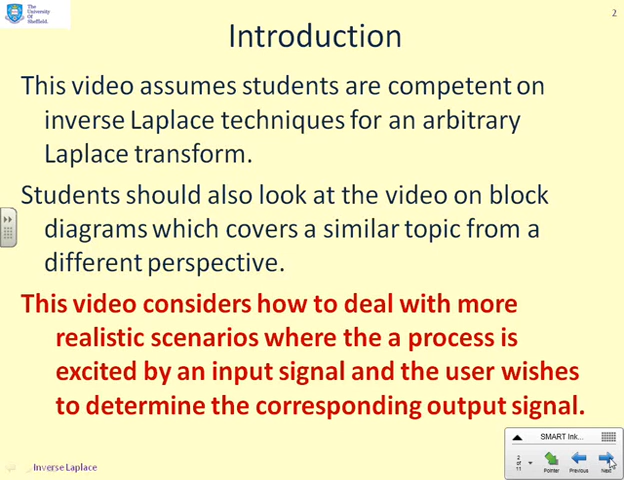 The
University
Of
Sheffield.
2
Introduction
This video assumes students are competent on
inverse Laplace techniques for an arbitrary
Laplace transform.
Students should also look at the video on block
diagrams which covers a similar topic from a
different perspective.
This video considers how to deal with more
realistic scenarios where the a process is
excited by an input signal and the user wishes
to determine the corresponding output signal.
Inverse Laplace
SMART Ink...
2
of
11
Pointer
Previous
Next